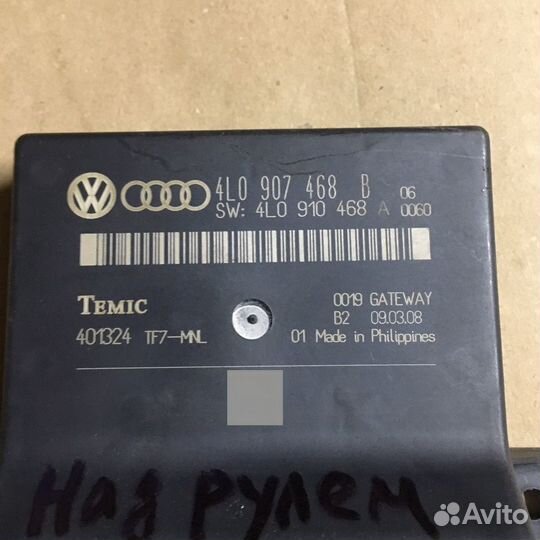 4L0 907 468 B 06
SW: 4L0 910 468 A 0060
TEMIC 0019 GATEWAY
B2 09.03.08
401324 TF7-MNL 01 Made in Philippines
Над рулем
Avito